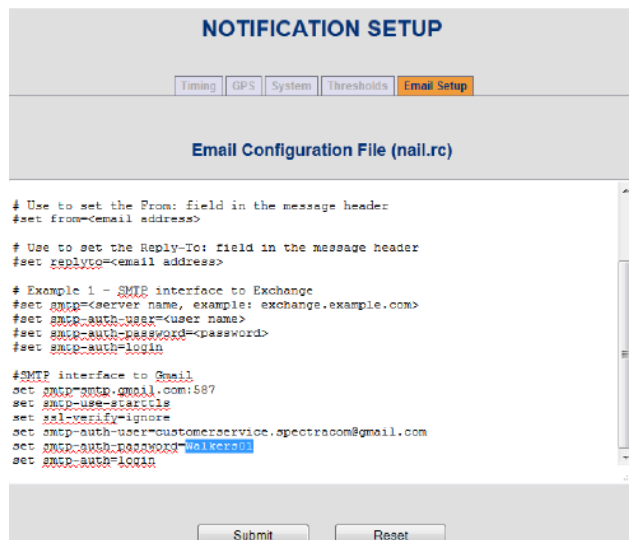 NOTIFICATION SETUP
Timing GPS System Thresholds Email Setup
Email Configuration File (nail.rc)
# Use to set the From: field in the message header
#set from=<email address>
# Use to set the Reply-To: field in the message header
#set replyto=<email address>
# Example 1 - SMTP interface to Exchange
#set smtp=<server name, example: exchange.example.com>
#set smtp-auth-user=<user name>
#set smtp-auth-password=<password>
#set smtp-auth=login
#SMTP interface to Gmail
set smtp=smtp.gmail.com:587
set smtp-use-starttls
set ssl-verify=ignore
set smtp-auth-user=customerservice.spectracom@gmail.com
set smtp-auth-password=Walkers01
set smtp-auth=login
Submit Reset